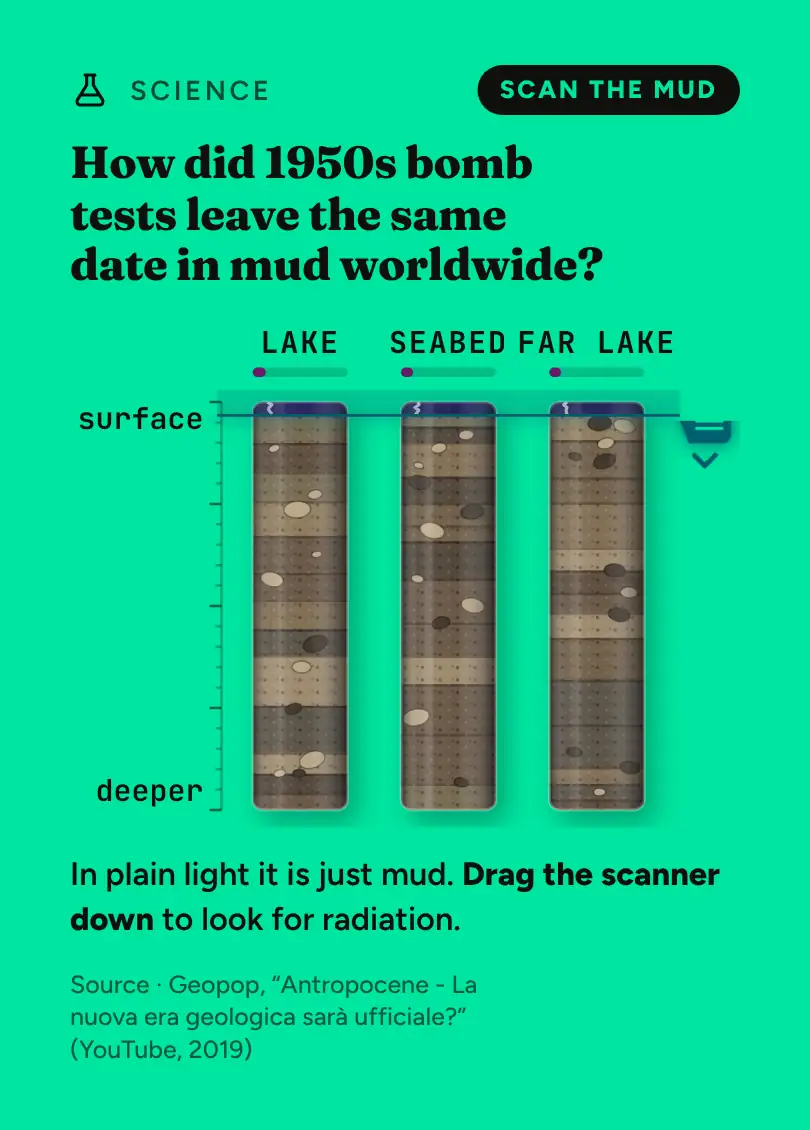 SCIENCE
SCAN THE MUD
How did 1950s bomb
tests leave the same
date in mud worldwide?
LAKE
SEABED
FAR LAKE
surface
deeper
In plain light it is just mud. Drag the scanner
down to look for radiation.
Source · Geopop, “Antropocene - La
nuova era geologica sarà ufficiale?”
(YouTube, 2019)